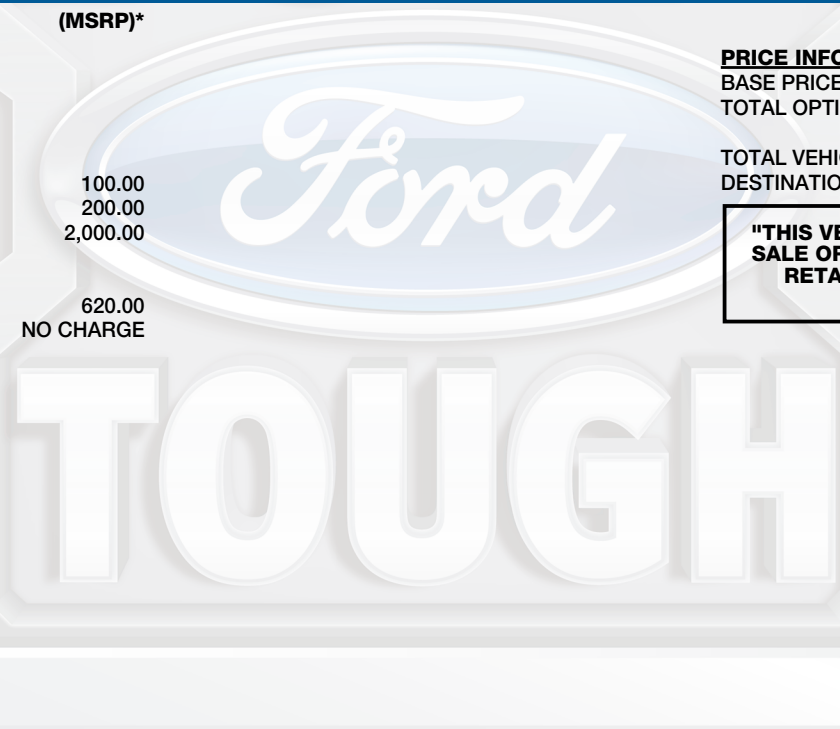 (MSRP)*
100.00
200.00
2,000.00
620.00
NO CHARGE
PRICE INFO
BASE PRICE
TOTAL OPTI
TOTAL VEHI
DESTINATIO
"THIS VE
SALE OR
RETA
Ford
TOUGH